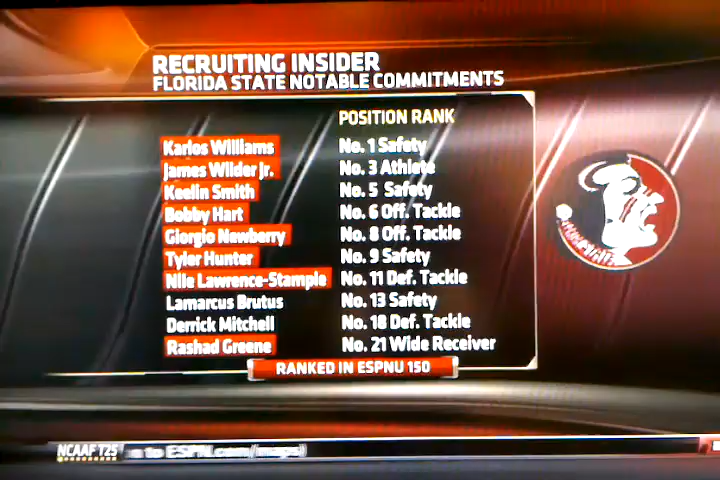 RECRUITING INSIDER
FLORIDA STATE NOTABLE COMMITMENTS
POSITION RANK
Karlos Williams No. 1 Safety
James Wilder Jr. No. 3 Athlete
Keelin Smith No. 5 Safety
Bobby Hart No. 6 Off. Tackle
Giorgio Newberry No. 8 Off. Tackle
Tyler Hunter No. 9 Safety
Nile Lawrence-Stample No. 11 Def. Tackle
Lamarcus Brutus No. 13 Safety
Derrick Mitchell No. 18 Def. Tackle
Rashad Greene No. 21 Wide Receiver
RANKED IN ESPNU 150
NCAAF T25 n to ESPN.com/maps)